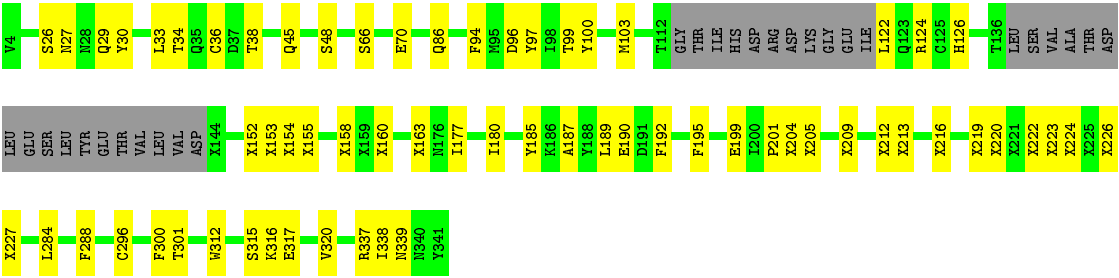 V4 S26 N27 N28 Q29 Y30 L33 T34 Q35 C36 D37 T38 Q45 S48 S66 E70 Q86 F94 M95 D96 Y97 I98 T99 Y100 M103 T112 GLY THR ILE HIS ASP ARG ASP LYS GLY GLU ILE L122 Q123 R124 C125 H126 T136 LEU SER VAL ALA THR ASP
LEU GLU SER LEU TYR GLU THR VAL LEU VAL ASP X144 X152 X153 X154 X155 X158 X159 X160 X163 N176 I177 I180 Y185 K186 A187 Y188 L189 E190 D191 F192 F195 E199 I200 P201 X204 X205 X209 X212 X213 X216 X219 X220 X221 X222 X223 X224 X225 X226
X227 L284 F288 C296 F300 T301 W312 S315 K316 E317 V320 R337 I338 N339 N340 Y341